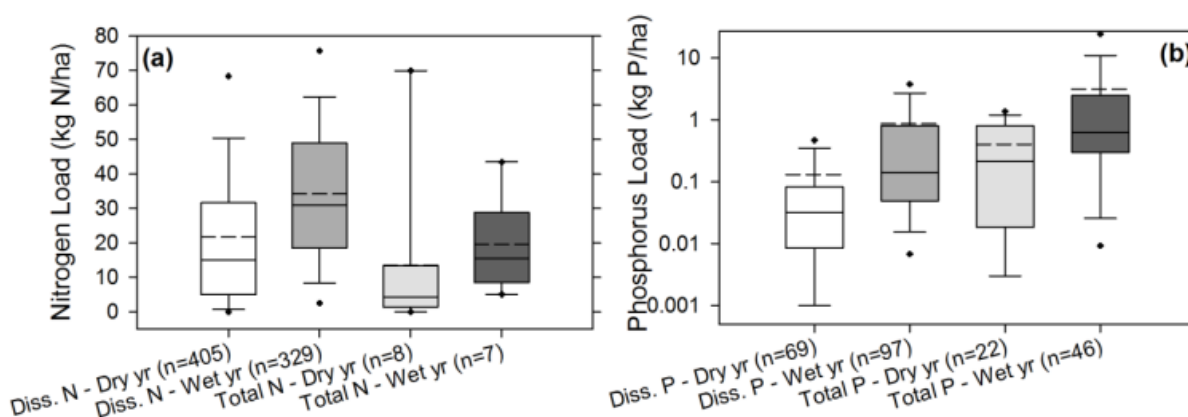 (a)
Nitrogen Load (kg N/ha)
80
70
60
50
40
30
20
10
0
Diss. N - Dry yr (n=405)
Diss. N - Wet yr (n=329)
Total N - Dry yr (n=8)
Total N - Wet yr (n=7)
(b)
Phosphorus Load (kg P/ha)
10
1
0.1
0.01
0.001
Diss. P - Dry yr (n=69)
Diss. P - Wet yr (n=97)
Total P - Dry yr (n=22)
Total P - Wet yr (n=46)